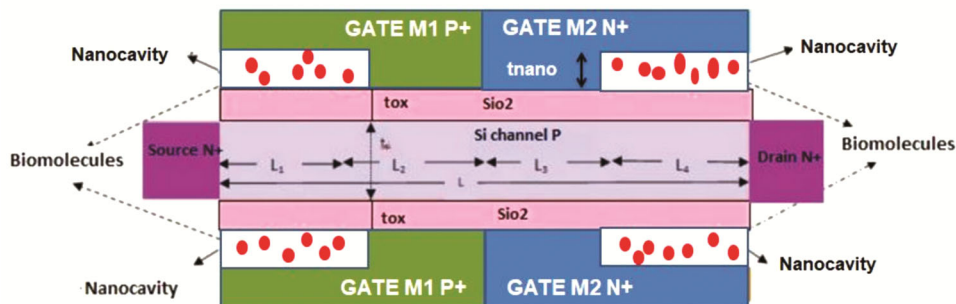 GATE M1 P+
GATE M2 N+
Nanocavity
Nanocavity
tnano
tox
Sio2
Si channel P
Source N+
Drain N+
Biomolecules
Biomolecules
L₁
L₂
L₃
L₄
L
tox
Sio2
Nanocavity
Nanocavity
GATE M1 P+
GATE M2 N+